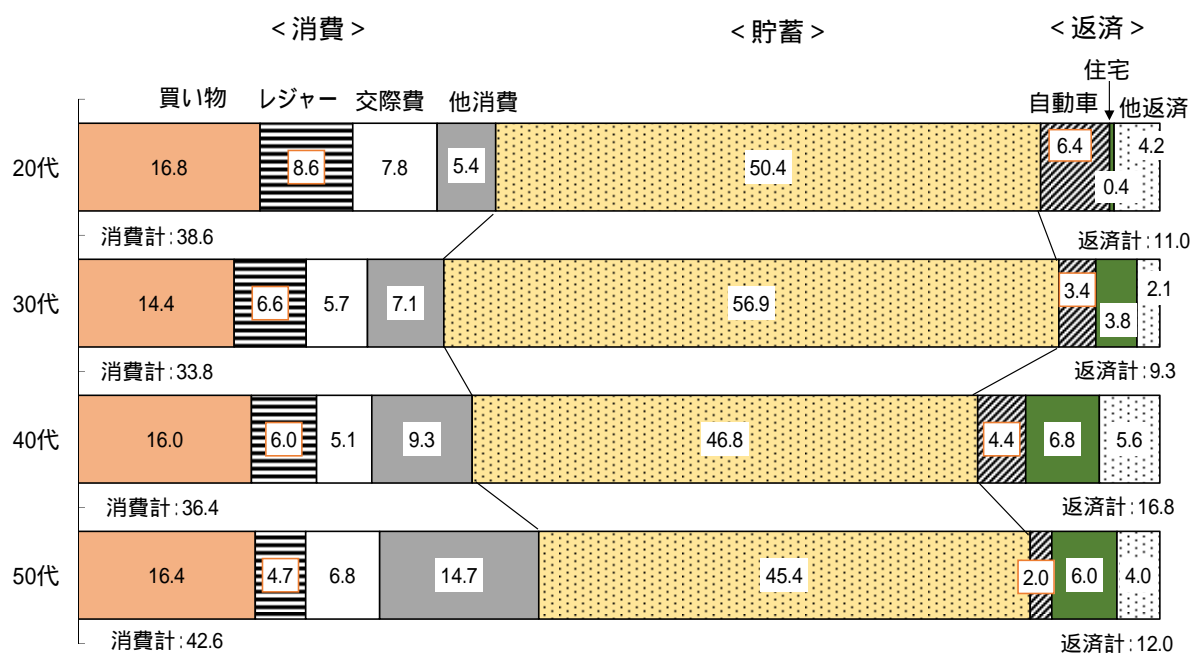 <消費> <貯蓄> <返済>
住宅
買い物 レジャー 交際費 他消費 自動車 他返済
20代 16.8 8.6 7.8 5.4 50.4 6.4 0.4 4.2
消費計:38.6 返済計:11.0
30代 14.4 6.6 5.7 7.1 56.9 3.4 3.8 2.1
消費計:33.8 返済計:9.3
40代 16.0 6.0 5.1 9.3 46.8 4.4 6.8 5.6
消費計:36.4 返済計:16.8
50代 16.4 4.7 6.8 14.7 45.4 2.0 6.0 4.0
消費計:42.6 返済計:12.0